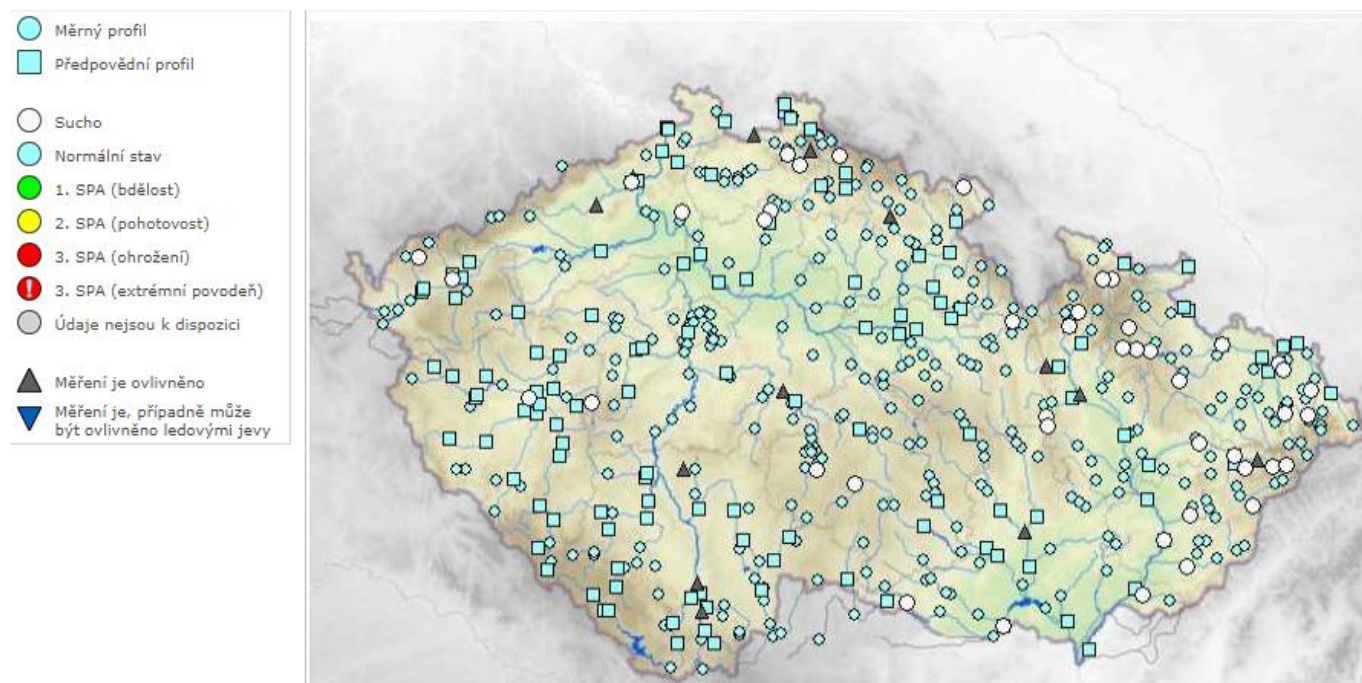 Měrný profil
Předpovědní profil
Sucho
Normální stav
1. SPA (bdělost)
2. SPA (pohotovost)
3. SPA (ohrožení)
3. SPA (extrémní povodeň)
Údaje nejsou k dispozici
Měření je ovlivněno
Měření je, případně může
být ovlivněno ledovými jevy